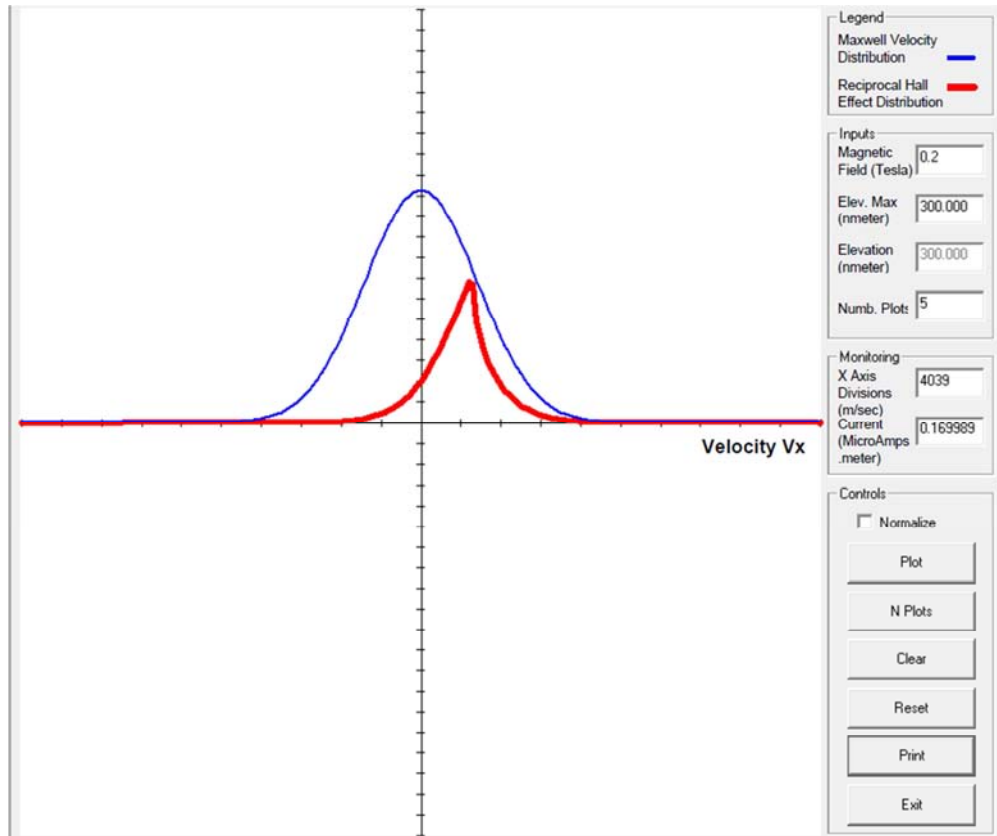 Legend
Maxwell Velocity
Distribution
Reciprocal Hall
Effect Distribution
Inputs
Magnetic
Field (Tesla)
0.2
Elev. Max
(nmeter)
300.000
Elevation
(nmeter)
300.000
Numb. Plots
5
Monitoring
X Axis
Divisions
(m/sec)
4039
Current
(MicroAmps
.meter)
0.169989
Velocity Vx
Controls
Normalize
Plot
N Plots
Clear
Reset
Print
Exit